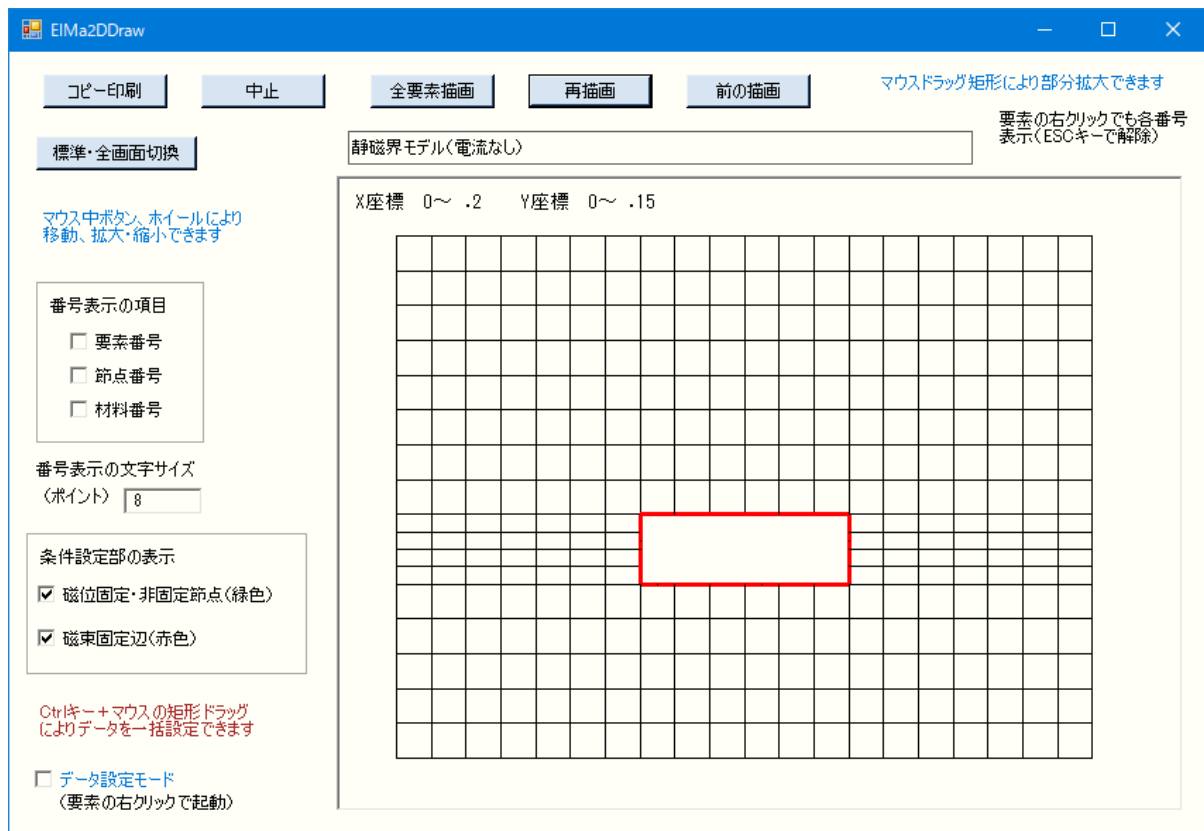 ElMa2DDraw
コピー印刷
中止
全要素描画
再描画
前の描画
マウスドラッグ矩形により部分拡大できます
要素の右クリックでも各番号
表示(ESCキーで解除)
標準・全画面切換
静磁界モデル(電流なし)
マウス中ボタン、ホイールにより
移動、拡大・縮小できます
X座標 0～ .2 Y座標 0～ .15
番号表示の項目
要素番号
節点番号
材料番号
番号表示の文字サイズ
(ポイント) 8
条件設定部の表示
磁位固定・非固定節点(緑色)
磁束固定辺(赤色)
Ctrlキー+マウスの矩形ドラッグ
によりデータを一括設定できます
データ設定モード
(要素の右クリックで起動)